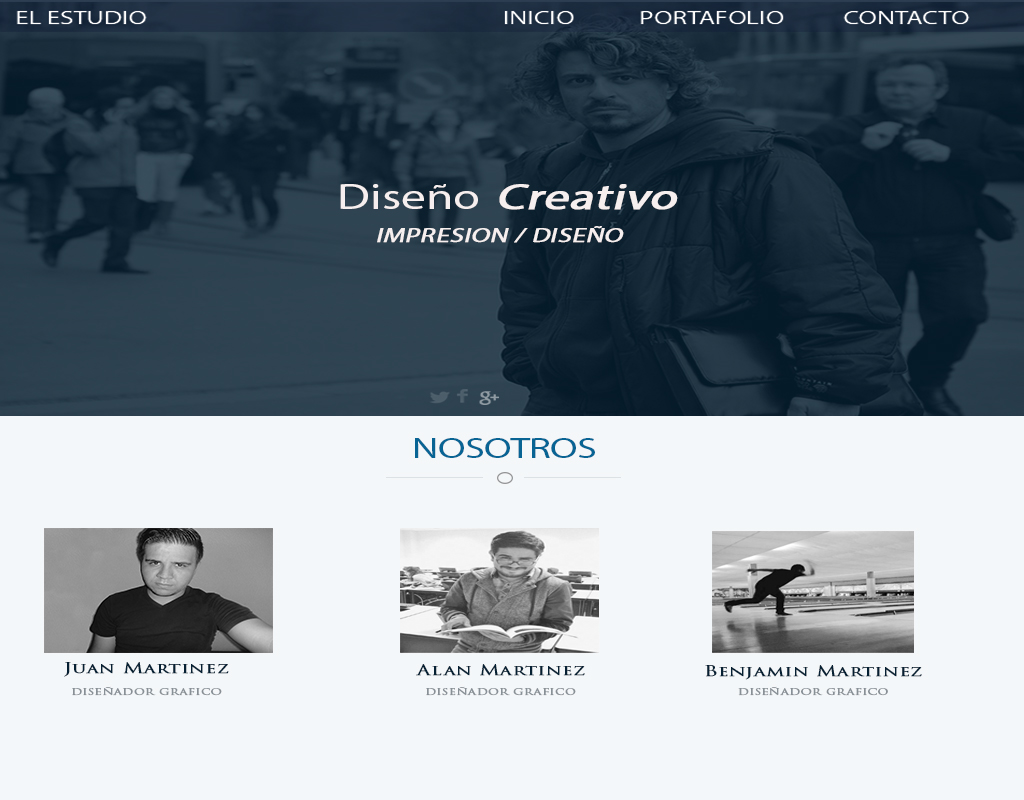 EL ESTUDIO INICIO PORTAFOLIO CONTACTO
Diseño Creativo
IMPRESION / DISEÑO
g+
NOSOTROS
Juan Martinez
diseñador grafico
Alan Martinez
diseñador grafico
Benjamin Martinez
diseñador grafico